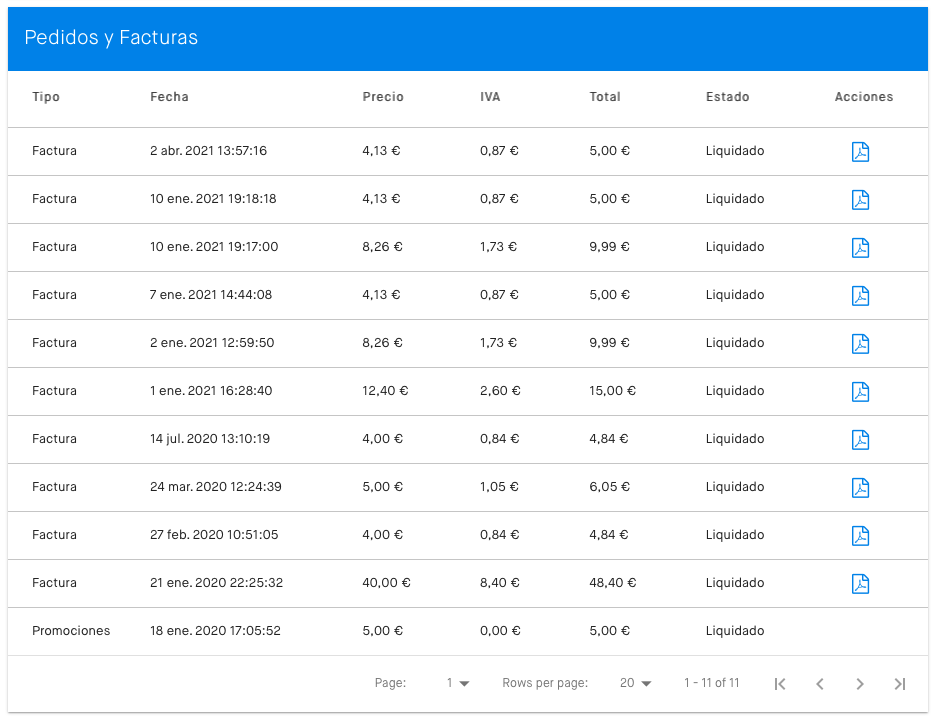 Pedidos y Facturas
Tipo Fecha Precio IVA Total Estado Acciones
Factura 2 abr. 2021 13:57:16 4,13 € 0,87 € 5,00 € Liquidado
Factura 10 ene. 2021 19:18:18 4,13 € 0,87 € 5,00 € Liquidado
Factura 10 ene. 2021 19:17:00 8,26 € 1,73 € 9,99 € Liquidado
Factura 7 ene. 2021 14:44:08 4,13 € 0,87 € 5,00 € Liquidado
Factura 2 ene. 2021 12:59:50 8,26 € 1,73 € 9,99 € Liquidado
Factura 1 ene. 2021 16:28:40 12,40 € 2,60 € 15,00 € Liquidado
Factura 14 jul. 2020 13:10:19 4,00 € 0,84 € 4,84 € Liquidado
Factura 24 mar. 2020 12:24:39 5,00 € 1,05 € 6,05 € Liquidado
Factura 27 feb. 2020 10:51:05 4,00 € 0,84 € 4,84 € Liquidado
Factura 21 ene. 2020 22:25:32 40,00 € 8,40 € 48,40 € Liquidado
Promociones 18 ene. 2020 17:05:52 5,00 € 0,00 € 5,00 € Liquidado
Page: 1 Rows per page: 20 1 - 11 of 11